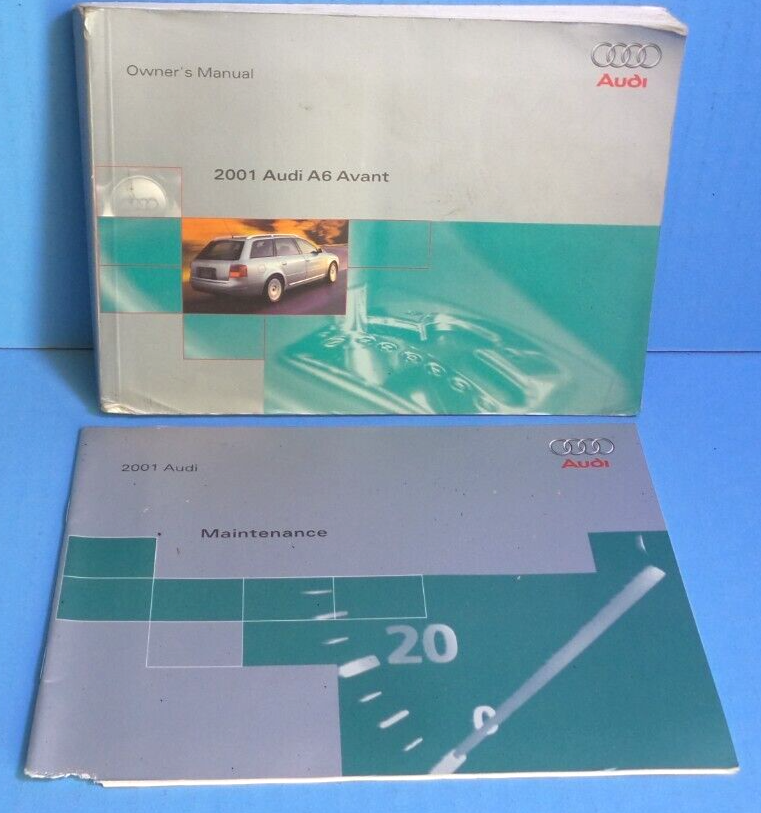 Owner's Manual
Audi
2001 Audi A6 Avant
2001 Audi
Audi
Maintenance
20